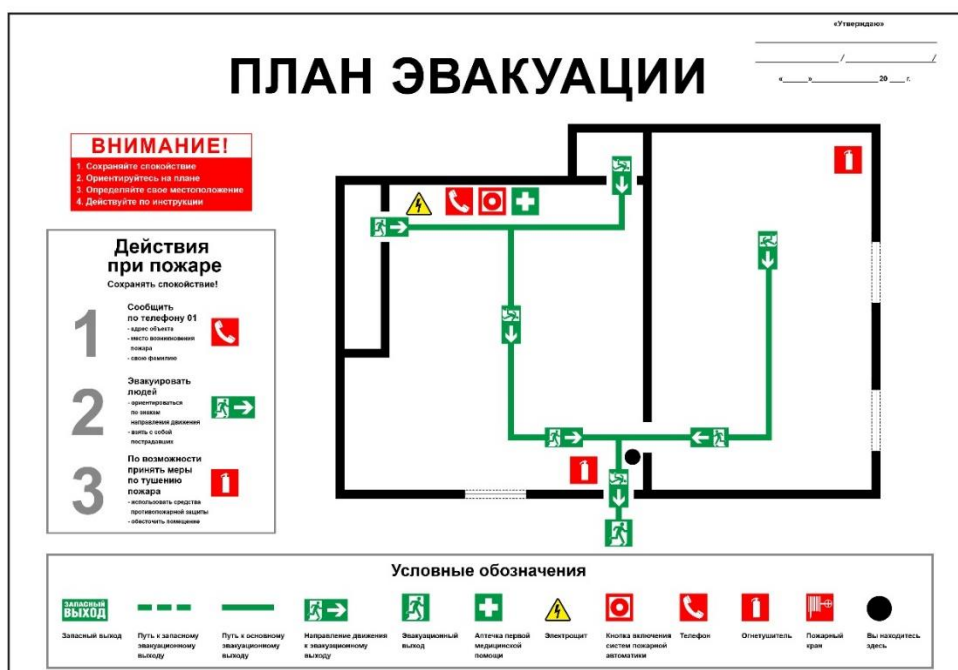 «Утверждаю»
/ /
«_____»_______________ 20 ___ г.
ПЛАН ЭВАКУАЦИИ
ВНИМАНИЕ!
1. Сохраняйте спокойствие
2. Ориентируйтесь на плане
3. Определяйте свое местоположение
4. Действуйте по инструкции
Действия
при пожаре
Сохранять спокойствие!
1
Сообщить
по телефону 01
- адрес объекта
- место возникновения
пожара
- свою фамилию
2
Эвакуировать
людей
- ориентироваться
по знакам
направления движения
- взять с собой
пострадавших
3
По возможности
принять меры
по тушению
пожара
- использовать средства
противопожарной защиты
- обесточить помещение
Условные обозначения
ЗАПАСНЫЙ
ВЫХОД
Запасный выход
Путь к запасному
эвакуационному
выходу
Путь к основному
эвакуационному
выходу
Направление движения
к эвакуационному
выходу
Эвакуационный
выход
Аптечка первой
медицинской
помощи
Электрощит
Кнопка включения
систем пожарной
автоматики
Телефон
Огнетушитель
Пожарный
кран
Вы находитесь
здесь